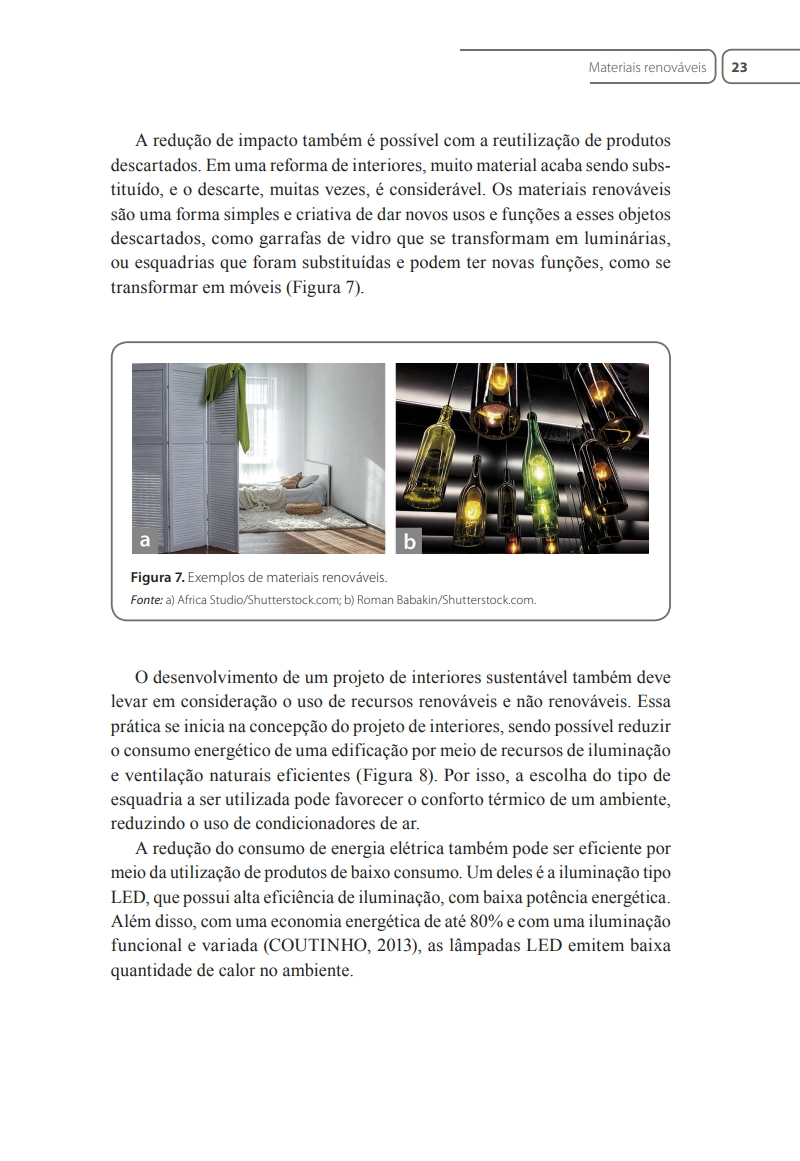 Materiais renováveis 23
A redução de impacto também é possível com a reutilização de produtos
descartados. Em uma reforma de interiores, muito material acaba sendo subs-
tituído, e o descarte, muitas vezes, é considerável. Os materiais renováveis
são uma forma simples e criativa de dar novos usos e funções a esses objetos
descartados, como garrafas de vidro que se transformam em luminárias,
ou esquadrias que foram substituídas e podem ter novas funções, como se
transformar em móveis (Figura 7).
a
b
Figura 7. Exemplos de materiais renováveis.
Fonte: a) Africa Studio/Shutterstock.com; b) Roman Babakin/Shutterstock.com.
O desenvolvimento de um projeto de interiores sustentável também deve
levar em consideração o uso de recursos renováveis e não renováveis. Essa
prática se inicia na concepção do projeto de interiores, sendo possível reduzir
o consumo energético de uma edificação por meio de recursos de iluminação
e ventilação naturais eficientes (Figura 8). Por isso, a escolha do tipo de
esquadria a ser utilizada pode favorecer o conforto térmico de um ambiente,
reduzindo o uso de condicionadores de ar.
A redução do consumo de energia elétrica também pode ser eficiente por
meio da utilização de produtos de baixo consumo. Um deles é a iluminação tipo
LED, que possui alta eficiência de iluminação, com baixa potência energética.
Além disso, com uma economia energética de até 80% e com uma iluminação
funcional e variada (COUTINHO, 2013), as lâmpadas LED emitem baixa
quantidade de calor no ambiente.